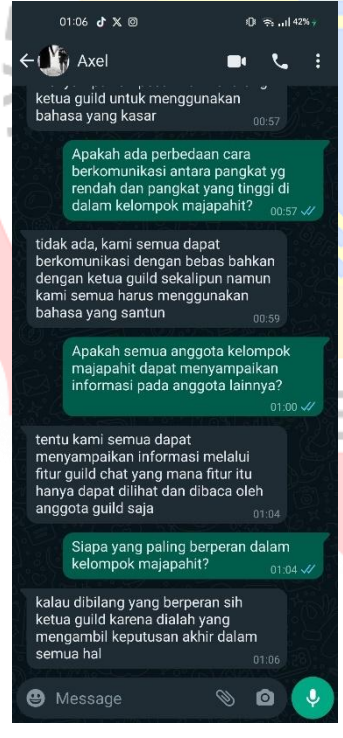 01:06
42%
Axel
ketua guild untuk menggunakan
bahasa yang kasar
00:57
Apakah ada perbedaan cara
berkomunikasi antara pangkat yg
rendah dan pangkat yang tinggi di
dalam kelompok majapahit?
00:57
tidak ada, kami semua dapat
berkomunikasi dengan bebas bahkan
dengan ketua guild sekalipun namun
kami semua harus menggunakan
bahasa yang santun
00:59
Apakah semua anggota kelompok
majapahit dapat menyampaikan
informasi pada anggota lainnya?
01:00
tentu kami semua dapat
menyampaikan informasi melalui
fitur guild chat yang mana fitur itu
hanya dapat dilihat dan dibaca oleh
anggota guild saja
01:04
Siapa yang paling berperan dalam
kelompok majapahit?
01:04
kalau dibilang yang berperan sih
ketua guild karena dialah yang
mengambil keputusan akhir dalam
semua hal
01:06
Message